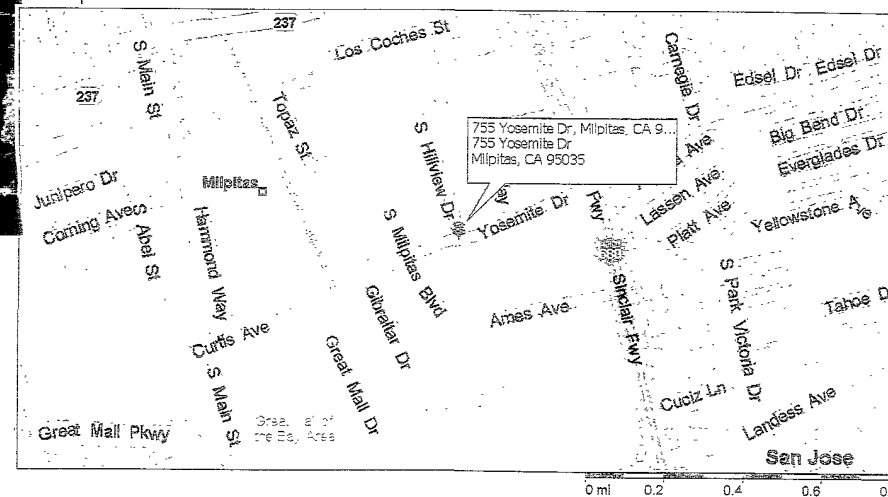 237
Los Coches St
S Main St
237
Topaz St
Carnegie Dr
Edsel Dr Edsel Dr
S Hillview Dr
755 Yosemite Dr, Milpitas, CA 9...
755 Yosemite Dr
Milpitas, CA 95035
Big Bend Dr
Ave
Everglades Dr
Junipero Dr
Milpitas
Lassen Ave
Fwy
Corning Ave
S Abel St
Hammond Way
S Milpitas Blvd
Yosemite Dr
Platt Ave
Yellowstone A
Sinclair Fwy
S Park Victoria Dr
Gibraltar Dr
Ames Ave
Tahoe D
Curtis Ave
Great Mall Dr
S Main St
Cuciz Ln
Landess Ave
Great Mall Pkwy
San Jose
0 mi 0.2 0.4 0.6